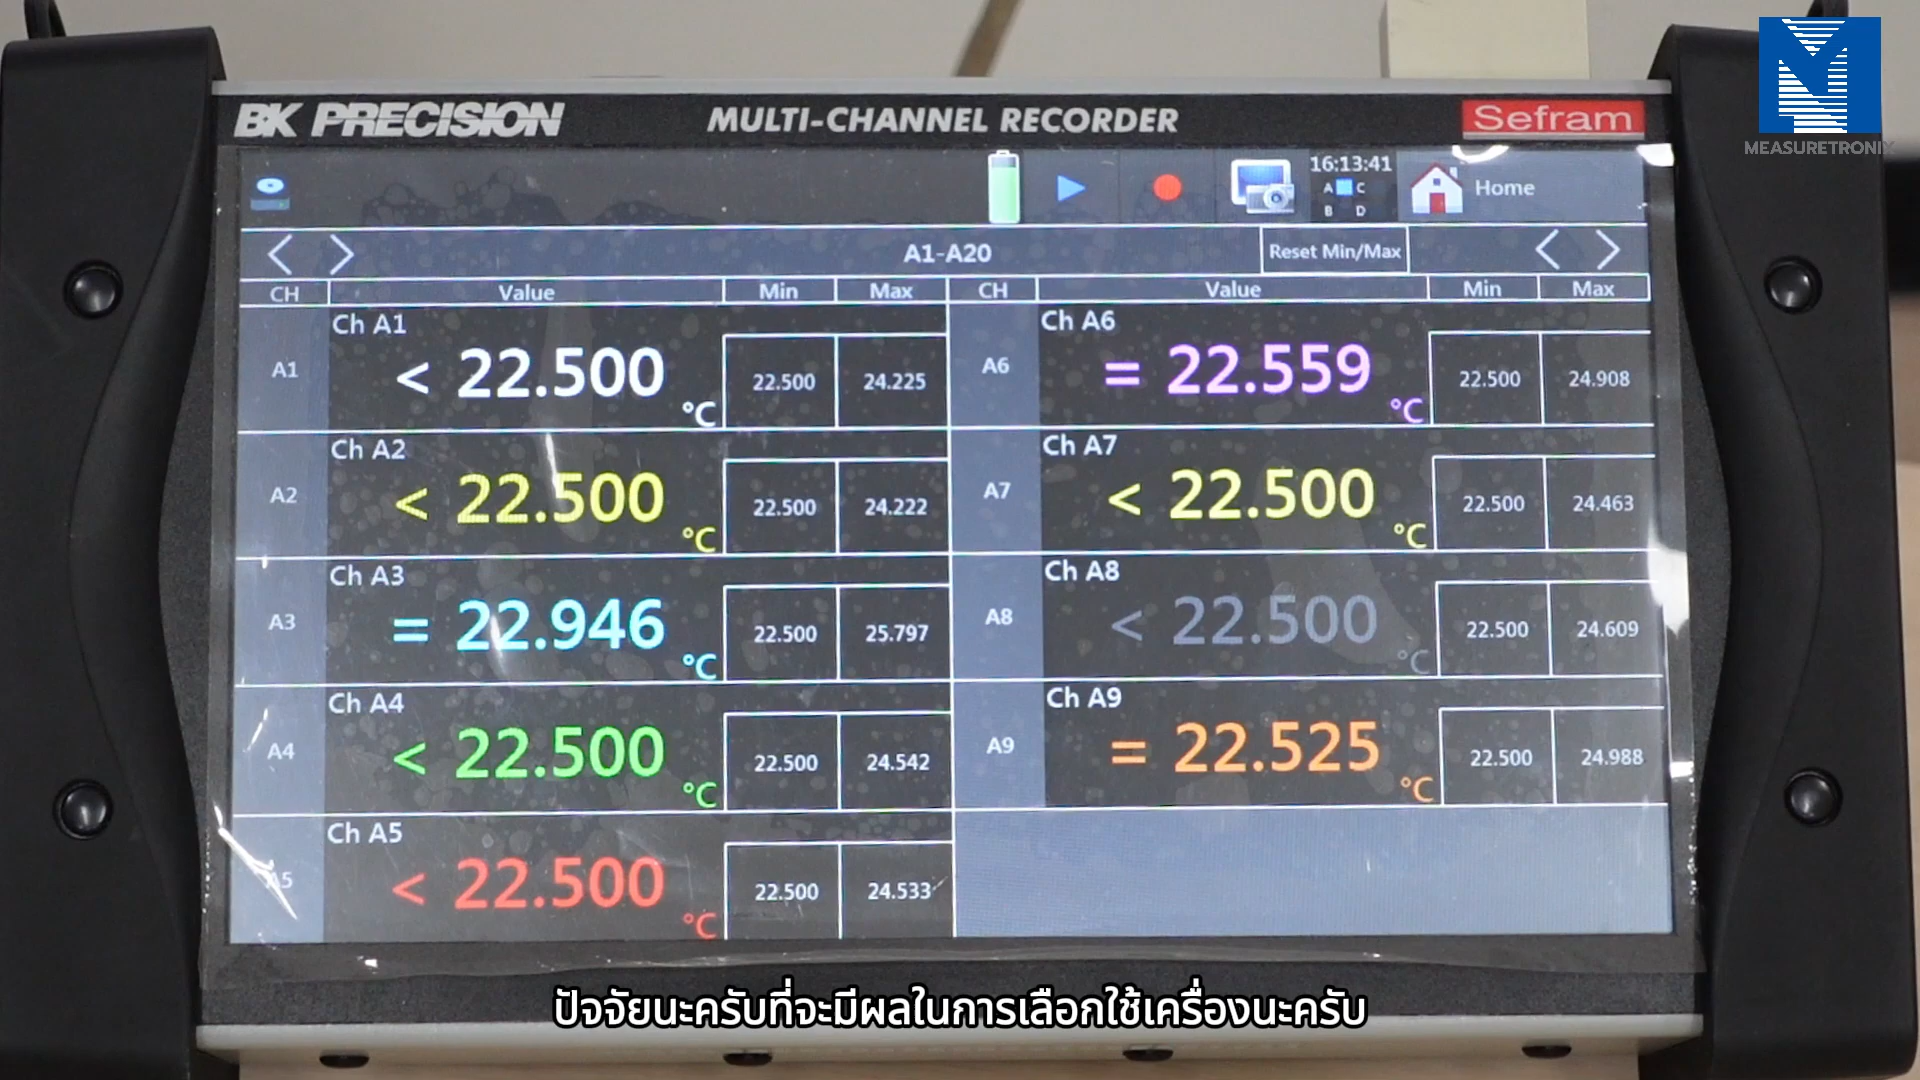 BK PRECISION
MULTI-CHANNEL RECORDER
Sefram
MEASURETRONIX
16:13:41
A C
B D
Home
A1-A20
Reset Min/Max
CH Value Min Max CH Value Min Max
Ch A1
A1 < 22.500 °C 22.500 24.225
Ch A6
A6 = 22.559 °C 22.500 24.908
Ch A2
A2 < 22.500 °C 22.500 24.222
Ch A7
A7 < 22.500 °C 22.500 24.463
Ch A3
A3 = 22.946 °C 22.500 25.797
Ch A8
A8 < 22.500 °C 22.500 24.609
Ch A4
A4 < 22.500 °C 22.500 24.542
Ch A9
A9 = 22.525 °C 22.500 24.988
Ch A5
A5 < 22.500 °C 22.500 24.533
ปัจจัยนะครับที่จะมีผลในการเลือกใช้เครื่องนะครับ